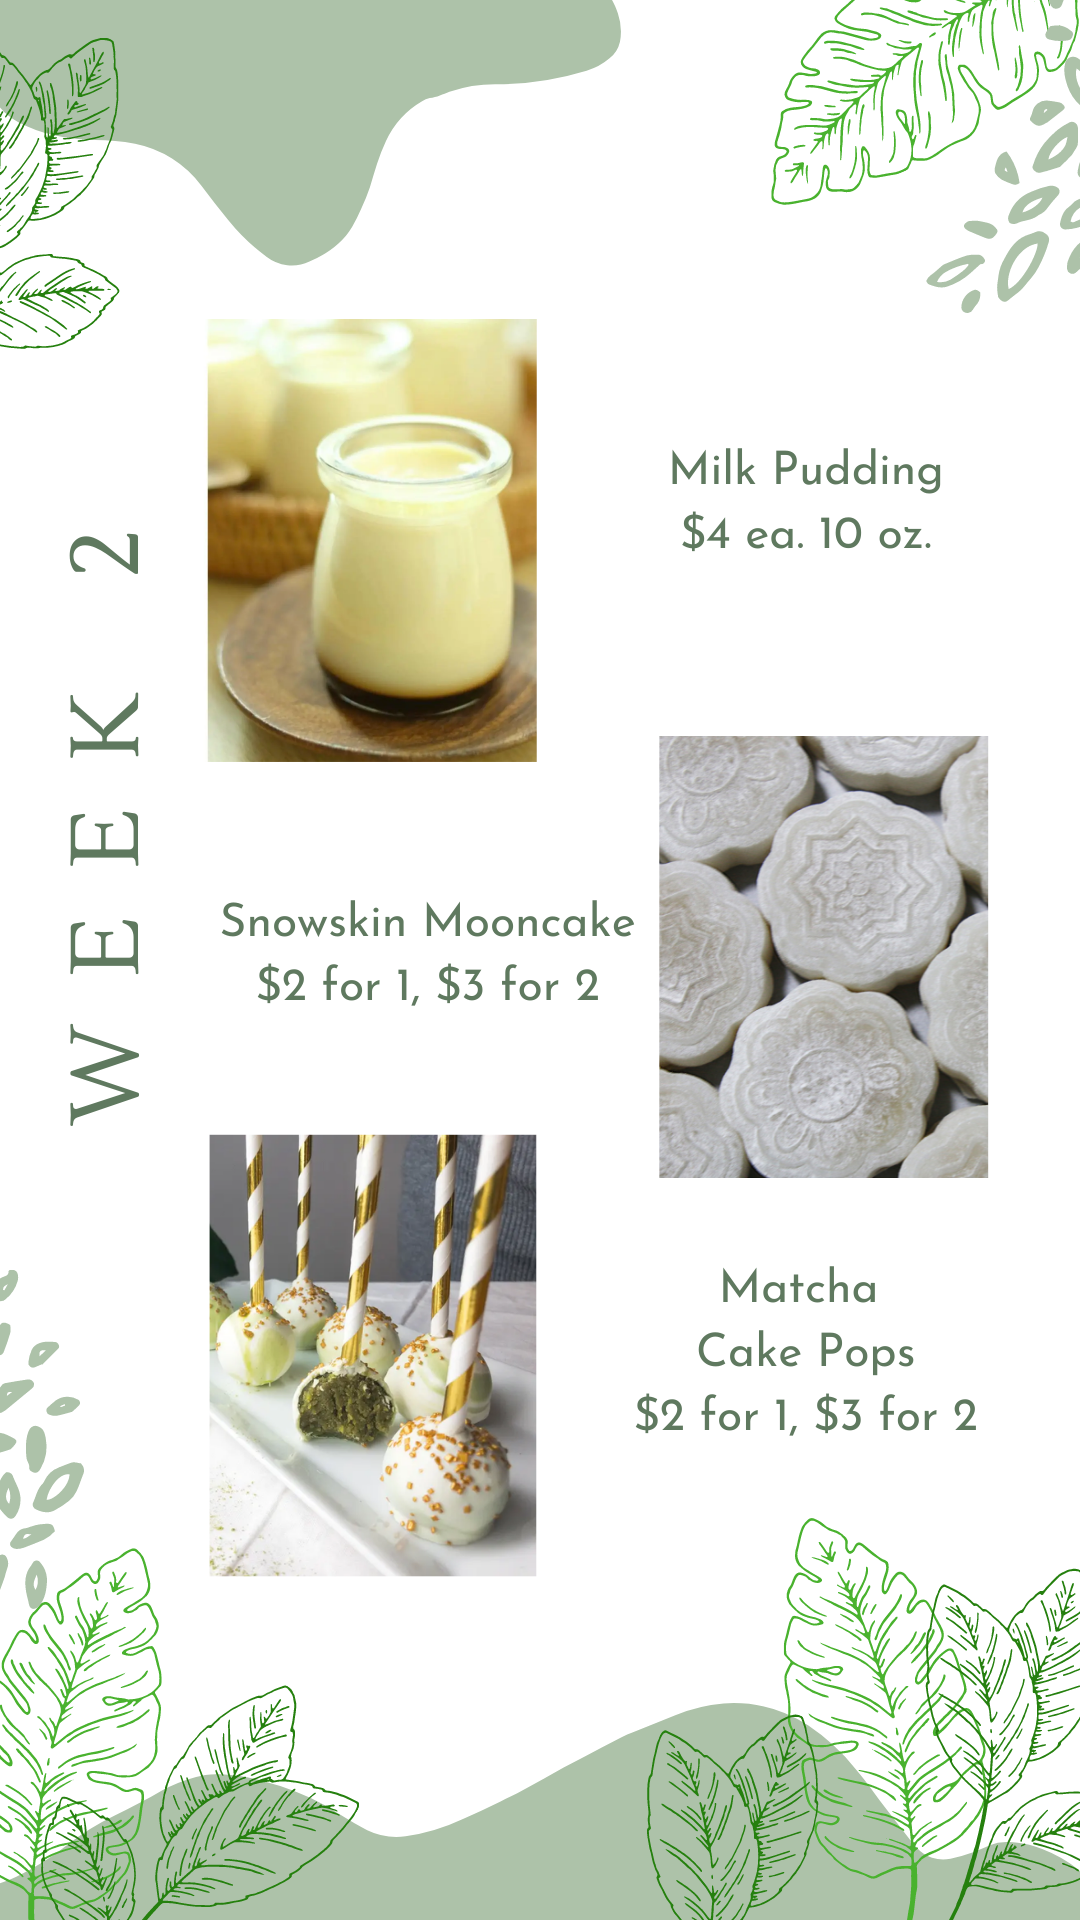 WEEK 2
Milk Pudding
$4 ea. 10 oz.
Snowskin Mooncake
$2 for 1, $3 for 2
Matcha
Cake Pops
$2 for 1, $3 for 2